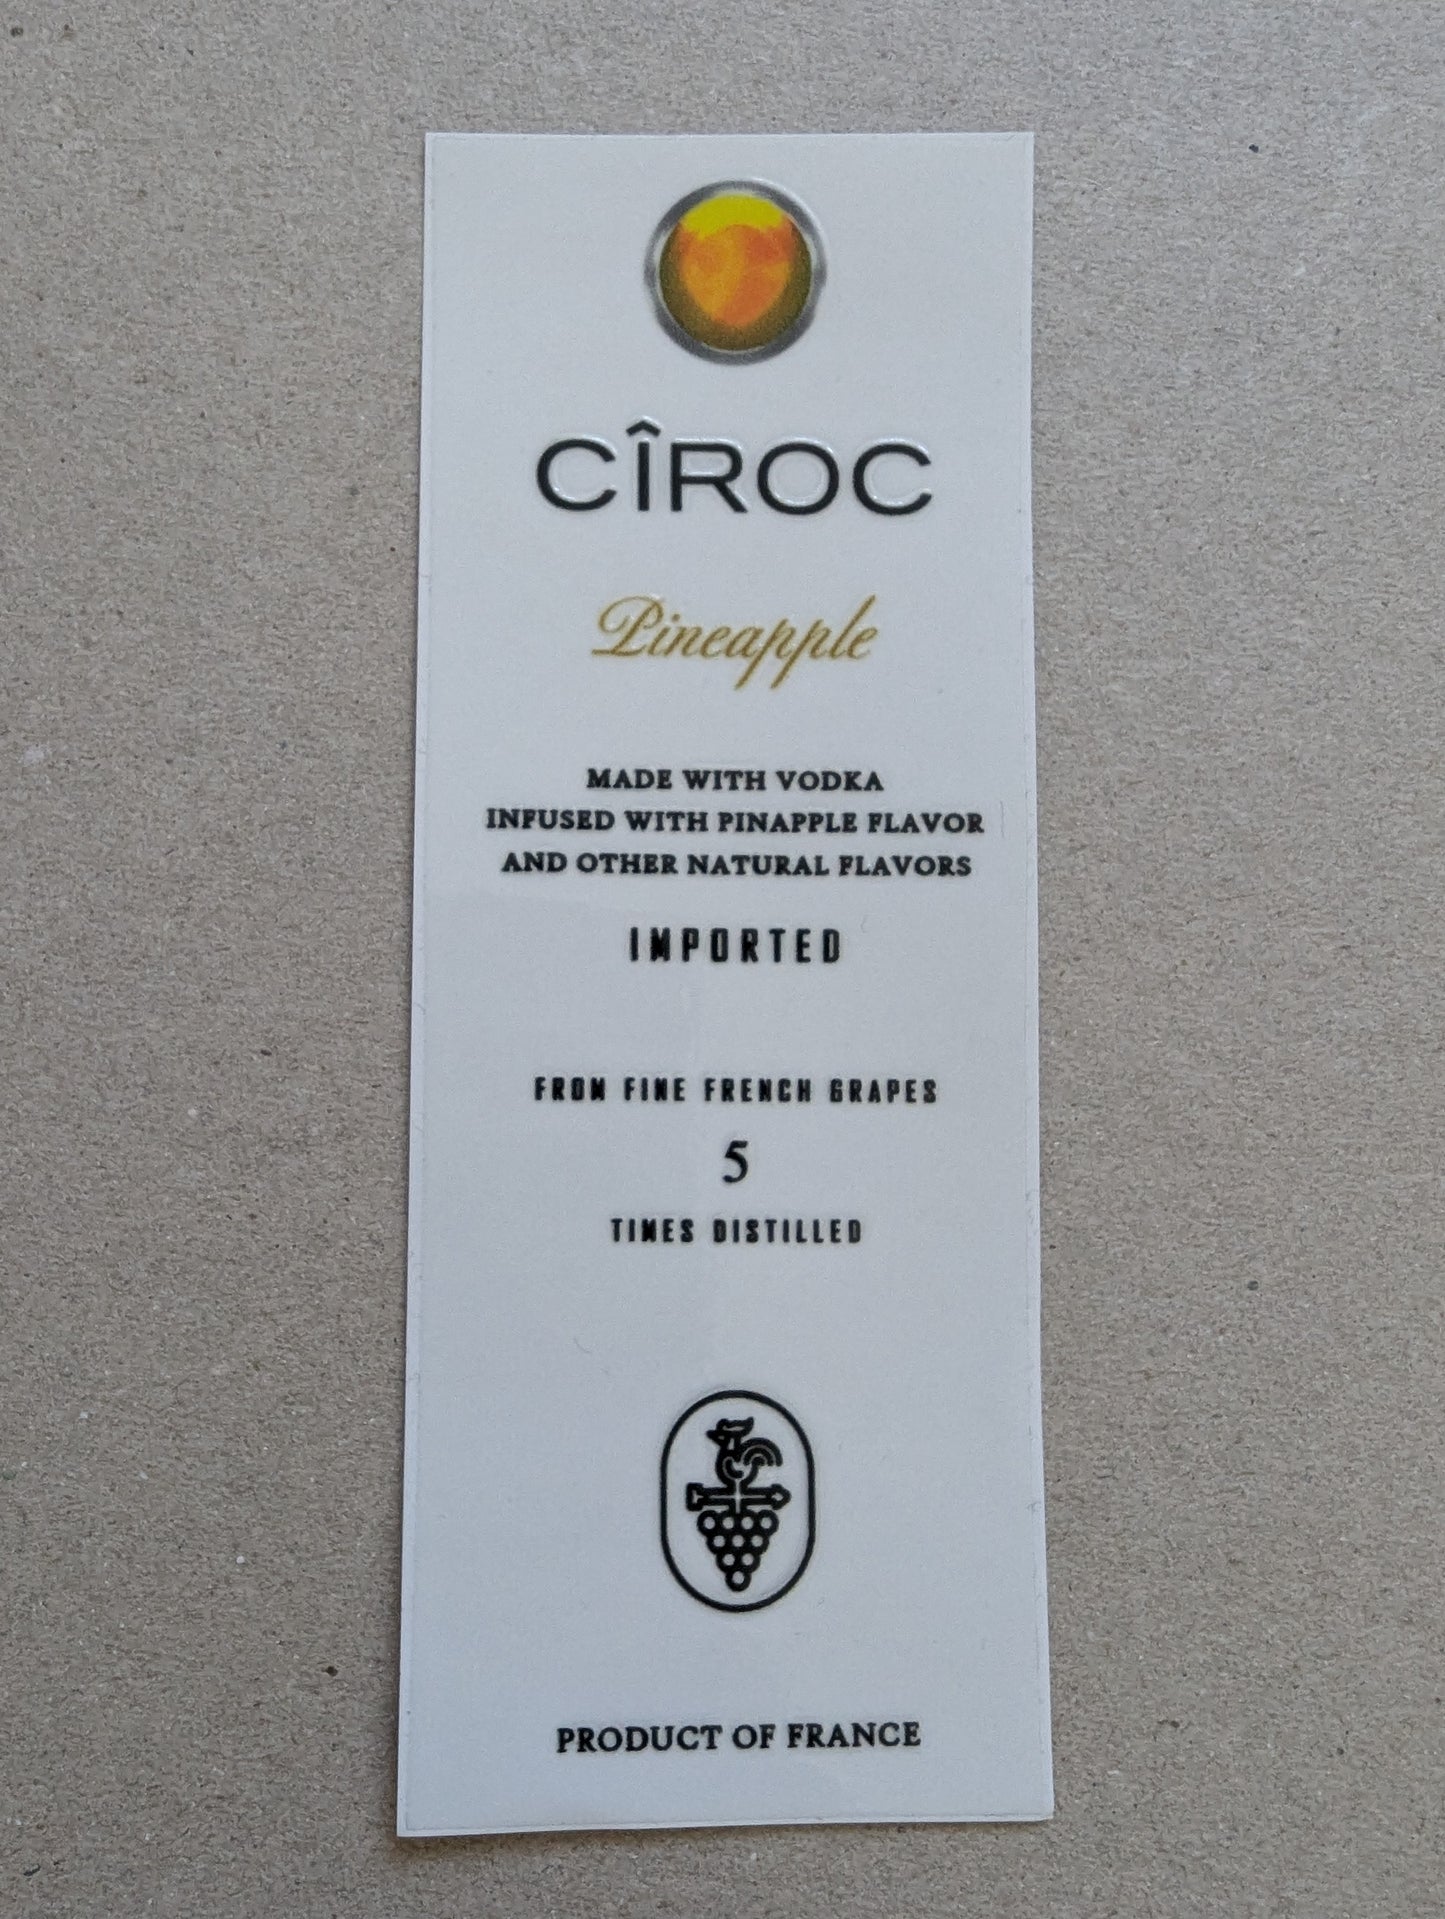 CÎROC
Pineapple
MADE WITH VODKA
INFUSED WITH PINAPPLE FLAVOR
AND OTHER NATURAL FLAVORS
IMPORTED
FROM FINE FRENCH GRAPES
5
TIMES DISTILLED
PRODUCT OF FRANCE